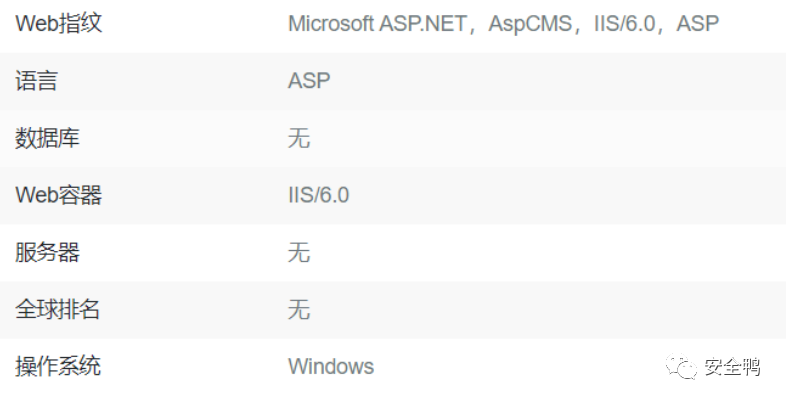 Web指纹 Microsoft ASP.NET，AspCMS，IIS/6.0，ASP
语言 ASP
数据库 无
Web容器 IIS/6.0
服务器 无
全球排名 无
操作系统 Windows
安全鸭